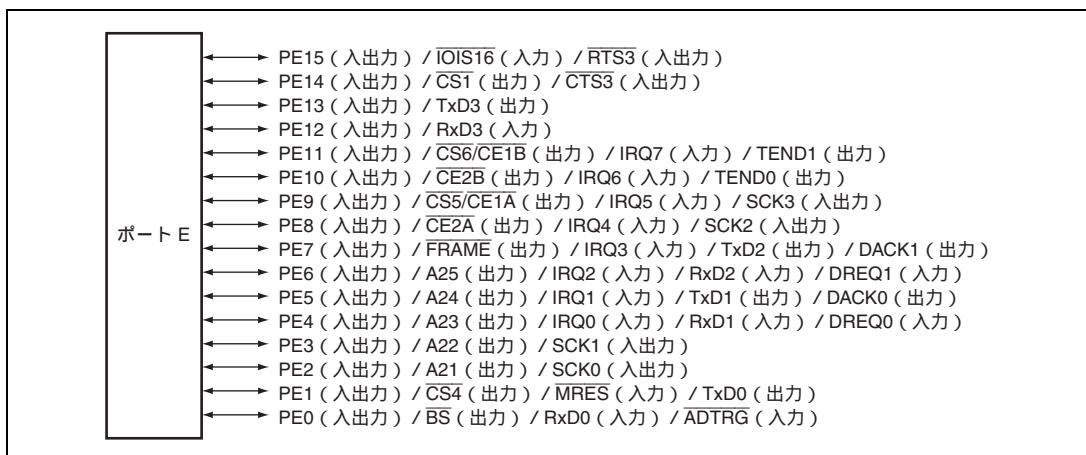 ポート E
PE15 ( 入出力 ) / IOIS16 ( 入力 ) / RTS3 ( 入出力 )
PE14 ( 入出力 ) / CS1 ( 出力 ) / CTS3 ( 入出力 )
PE13 ( 入出力 ) / TxD3 ( 出力 )
PE12 ( 入出力 ) / RxD3 ( 入力 )
PE11 ( 入出力 ) / CS6/CE1B ( 出力 ) / IRQ7 ( 入力 ) / TEND1 ( 出力 )
PE10 ( 入出力 ) / CE2B ( 出力 ) / IRQ6 ( 入力 ) / TEND0 ( 出力 )
PE9 ( 入出力 ) / CS5/CE1A ( 出力 ) / IRQ5 ( 入力 ) / SCK3 ( 入出力 )
PE8 ( 入出力 ) / CE2A ( 出力 ) / IRQ4 ( 入力 ) / SCK2 ( 入出力 )
PE7 ( 入出力 ) / FRAME ( 出力 ) / IRQ3 ( 入力 ) / TxD2 ( 出力 ) / DACK1 ( 出力 )
PE6 ( 入出力 ) / A25 ( 出力 ) / IRQ2 ( 入力 ) / RxD2 ( 入力 ) / DREQ1 ( 入力 )
PE5 ( 入出力 ) / A24 ( 出力 ) / IRQ1 ( 入力 ) / TxD1 ( 出力 ) / DACK0 ( 出力 )
PE4 ( 入出力 ) / A23 ( 出力 ) / IRQ0 ( 入力 ) / RxD1 ( 入力 ) / DREQ0 ( 入力 )
PE3 ( 入出力 ) / A22 ( 出力 ) / SCK1 ( 入出力 )
PE2 ( 入出力 ) / A21 ( 出力 ) / SCK0 ( 入出力 )
PE1 ( 入出力 ) / CS4 ( 出力 ) / MRES ( 入力 ) / TxD0 ( 出力 )
PE0 ( 入出力 ) / BS ( 出力 ) / RxD0 ( 入力 ) / ADTRG ( 入力 )